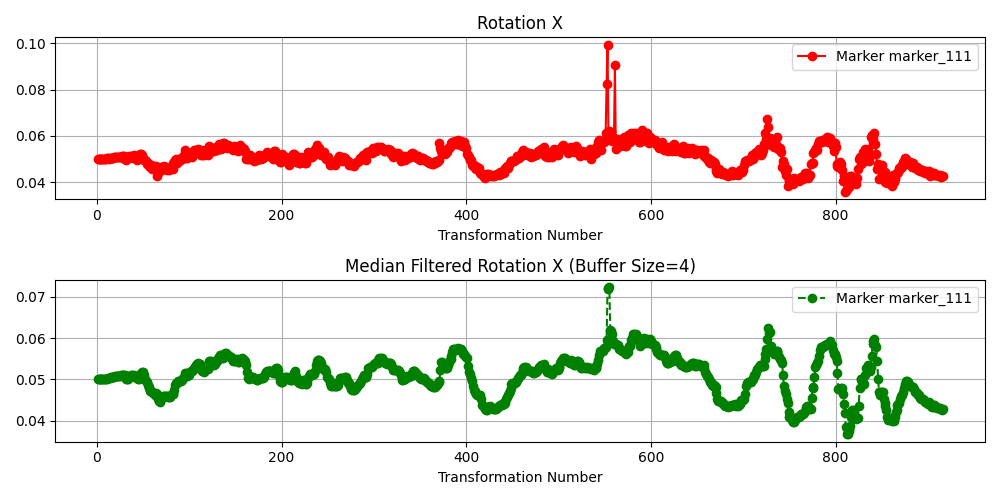 Rotation X
0.10
0.08
0.06
0.04
Marker marker_111
0 200 400 600 800
Transformation Number
Median Filtered Rotation X (Buffer Size=4)
0.07
0.06
0.05
0.04
Marker marker_111
0 200 400 600 800
Transformation Number